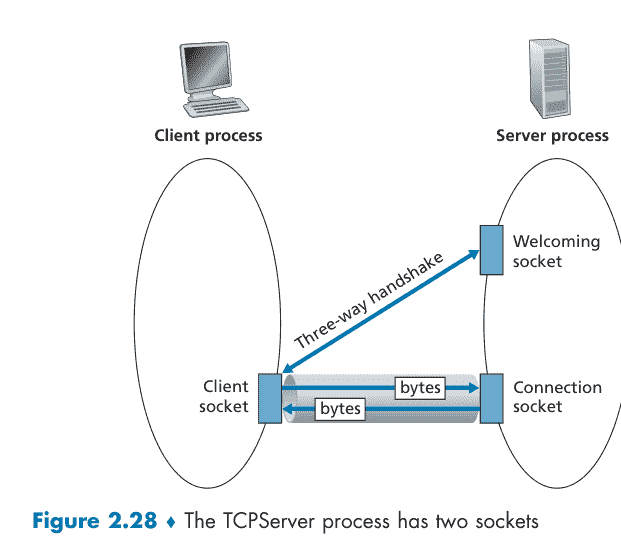 Client process
Server process
Welcoming
socket
Three-way handshake
Client
socket
bytes
bytes
Connection
socket
Figure 2.28 ♦ The TCPServer process has two sockets